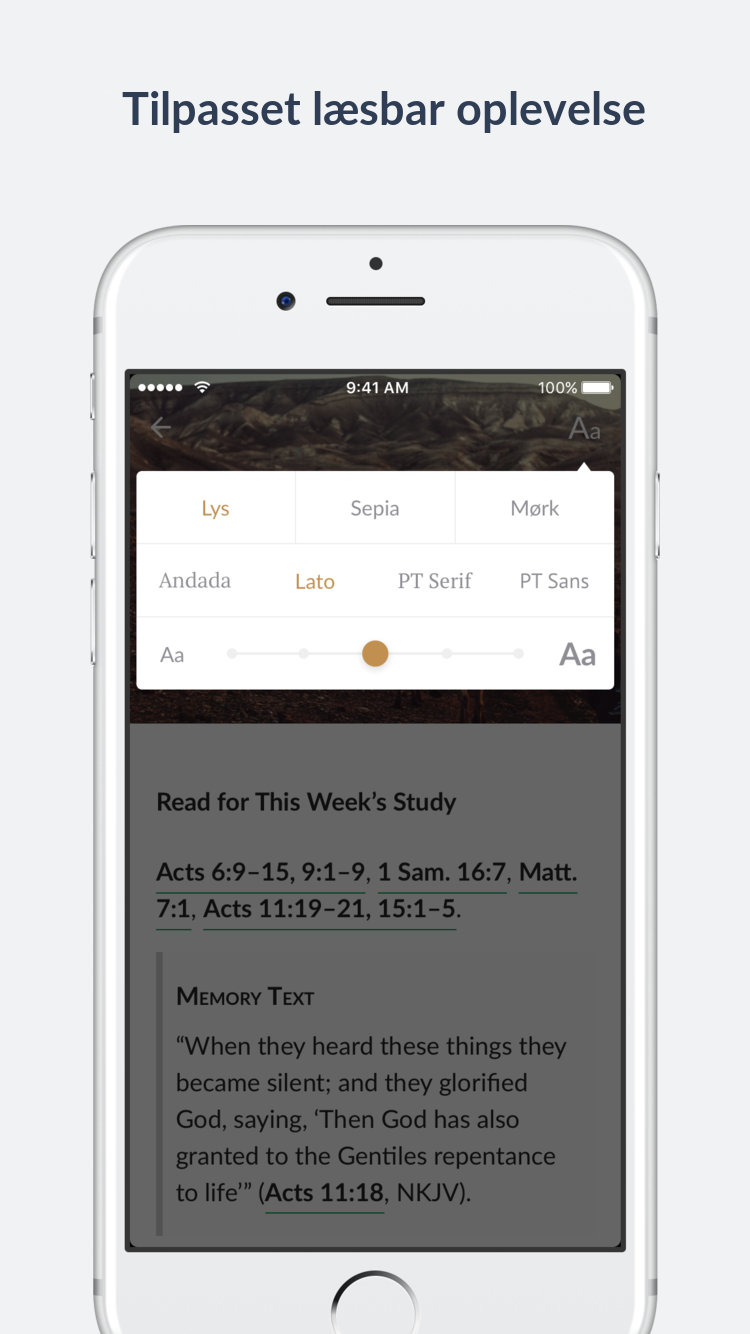 Tilpasset læsbar oplevelse
9:41 AM 100%
Aa
Lys Sepia Mørk
Andada Lato PT Serif PT Sans
Aa Aa
Read for This Week’s Study
Acts 6:9–15, 9:1–9, 1 Sam. 16:7, Matt.
7:1, Acts 11:19–21, 15:1–5.
Memory Text
“When they heard these things they
became silent; and they glorified
God, saying, ‘Then God has also
granted to the Gentiles repentance
to life’” (Acts 11:18, NKJV).